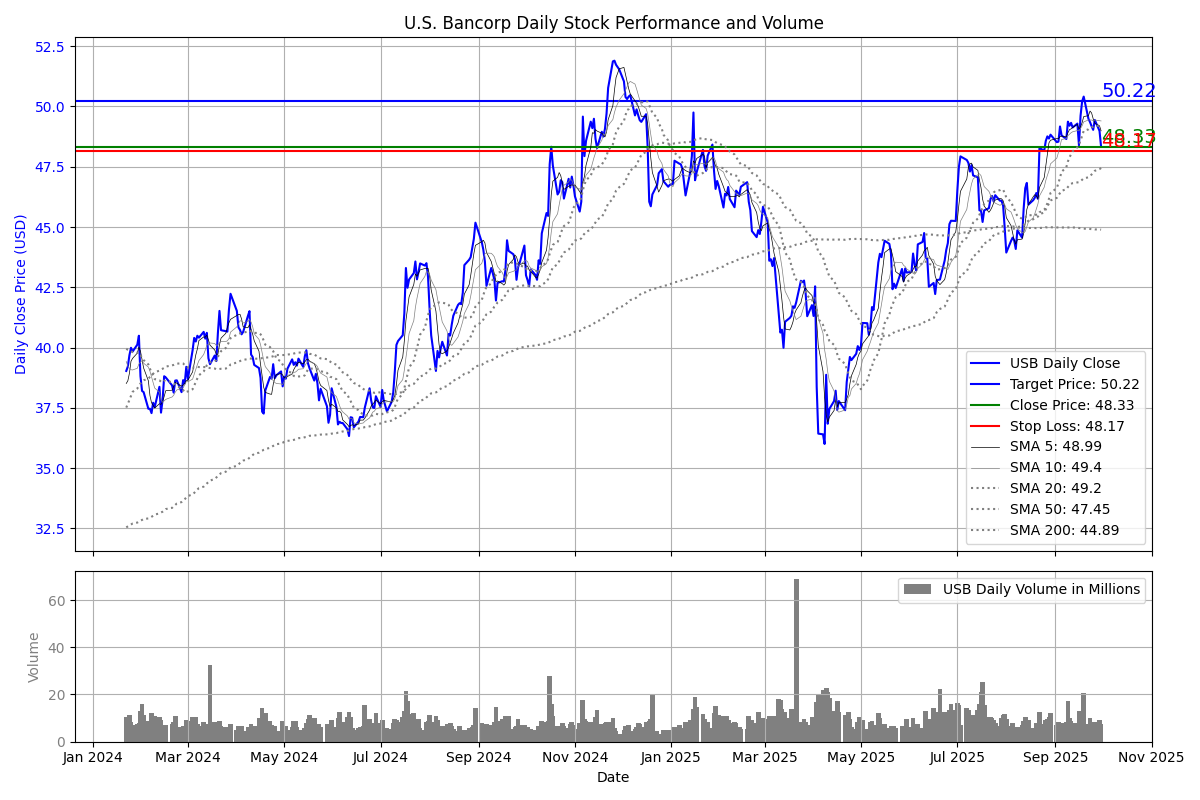 U.S. Bancorp Daily Stock Performance and Volume
52.5
50.0
47.5
45.0
42.5
40.0
37.5
35.0
32.5
Daily Close Price (USD)
50.22
48.33
48.17
USB Daily Close
Target Price: 50.22
Close Price: 48.33
Stop Loss: 48.17
SMA 5: 48.99
SMA 10: 49.4
SMA 20: 49.2
SMA 50: 47.45
SMA 200: 44.89
60
40
20
0
Volume
USB Daily Volume in Millions
Jan 2024 Mar 2024 May 2024 Jul 2024 Sep 2024 Nov 2024 Jan 2025 Mar 2025 May 2025 Jul 2025 Sep 2025 Nov 2025
Date